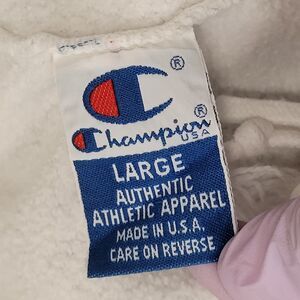 ®
Champion®
USA
LARGE
AUTHENTIC
ATHLETIC APPAREL
MADE IN U.S.A.
CARE ON REVERSE